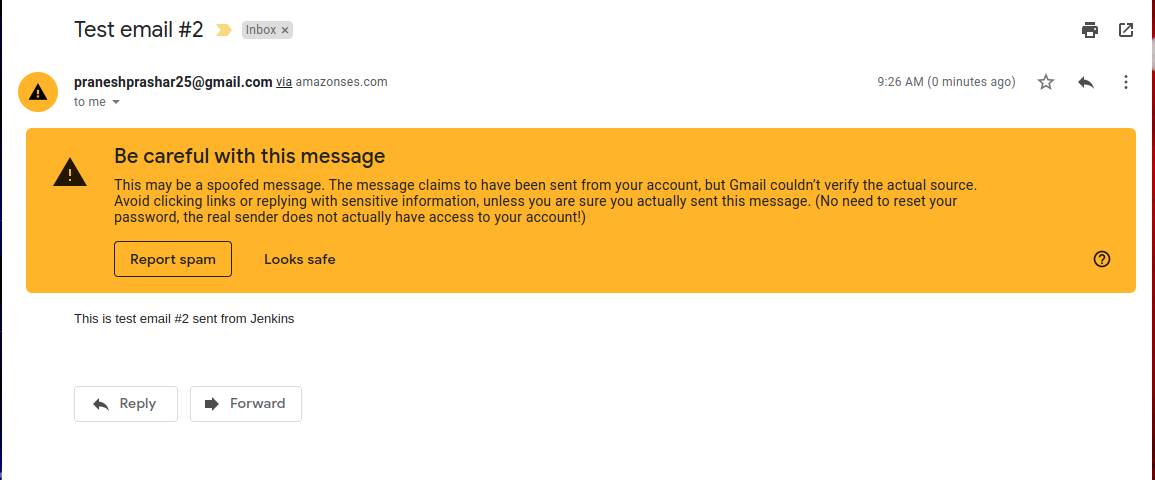 Test email #2 Inbox ×
praneshprashar25@gmail.com via amazonses.com 9:26 AM (0 minutes ago)
to me
Be careful with this message
This may be a spoofed message. The message claims to have been sent from your account, but Gmail couldn't verify the actual source.
Avoid clicking links or replying with sensitive information, unless you are sure you actually sent this message. (No need to reset your
password, the real sender does not actually have access to your account!)
Report spam Looks safe
This is test email #2 sent from Jenkins
Reply Forward